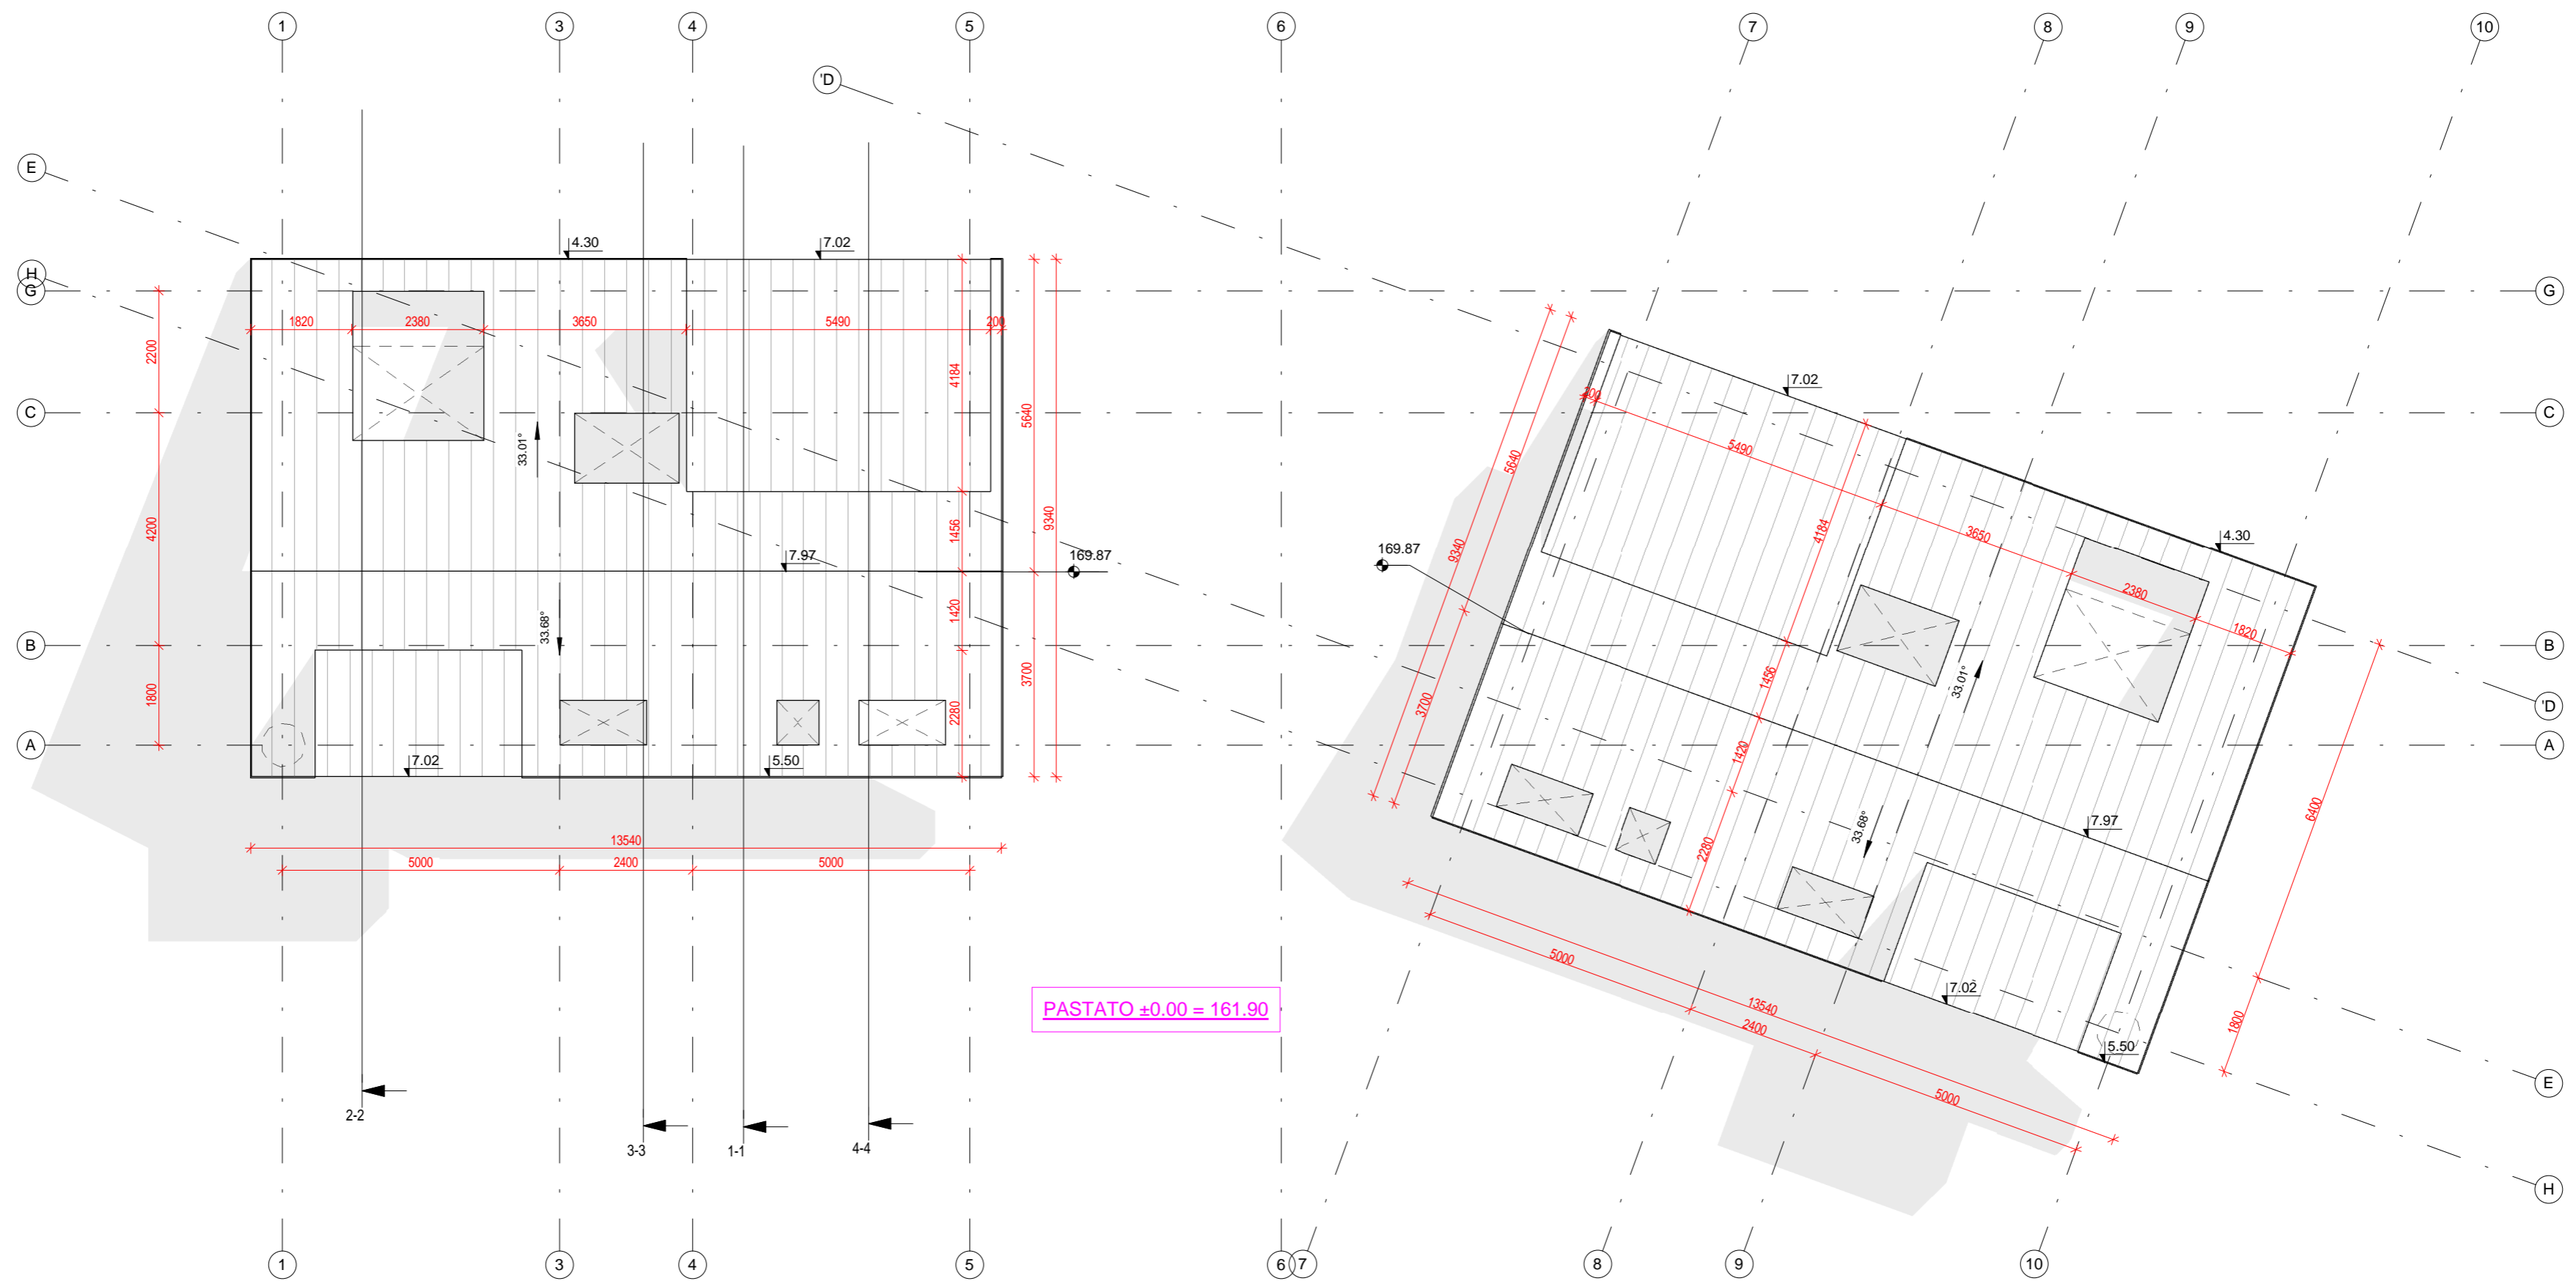 1 3 4 5 6 7 8 9 10
'D
E
H
G
G
C
C
B
B
'D
A
A
E
H
4.30
7.02
1820 2380 3650 5490 200
2200
4200
1800
4184
5640
1456
9340
1420
3700
2280
33.01°
33.68°
7.97
169.87
7.02
5.50
13540
5000 2400 5000
2-2
3-3
1-1
4-4
PASTATO ±0.00 = 161.90
169.87
7.02
4.30
200
5490
3650
2380
1820
5640
9340
3700
4184
1456
1420
2280
33.01°
33.68°
7.97
7.02
5.50
6400
1800
5000
13540
2400
5000
1 3 4 5 6 7 8 9 10